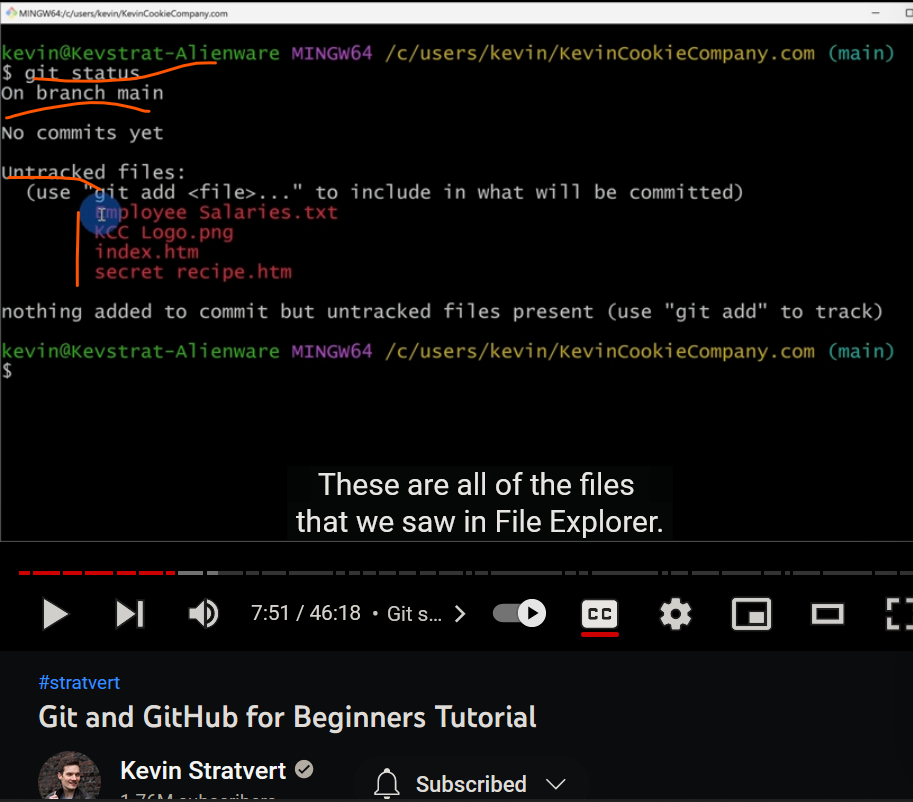 MINGW64:/c/users/kevin/KevinCookieCompany.com
kevin@Kevstrat-Alienware MINGW64 /c/users/kevin/KevinCookieCompany.com (main)
$ git status
On branch main
No commits yet
Untracked files:
(use "git add <file>..." to include in what will be committed)
Employee Salaries.txt
KCC Logo.png
index.htm
secret recipe.htm
nothing added to commit but untracked files present (use "git add" to track)
kevin@Kevstrat-Alienware MINGW64 /c/users/kevin/KevinCookieCompany.com (main)
$
These are all of the files
that we saw in File Explorer.
7:51 / 46:18 • Git s... >
CC
#stratvert
Git and GitHub for Beginners Tutorial
Kevin Stratvert
Subscribed
1.76M subscribers